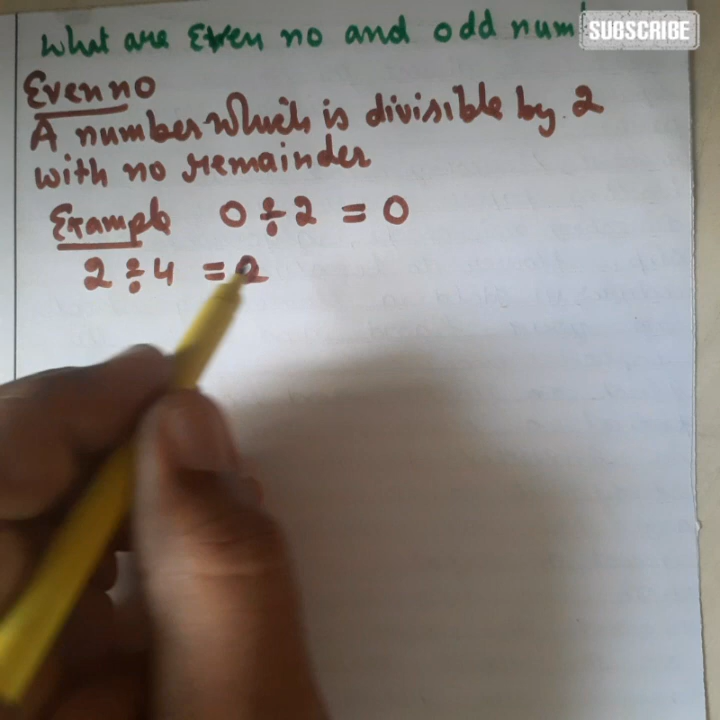 What are Even no and odd num
SUBSCRIBE
Even no
A number which is divisible by 2
with no remainder
Example 0 ÷ 2 = 0
2 ÷ 4 = 2